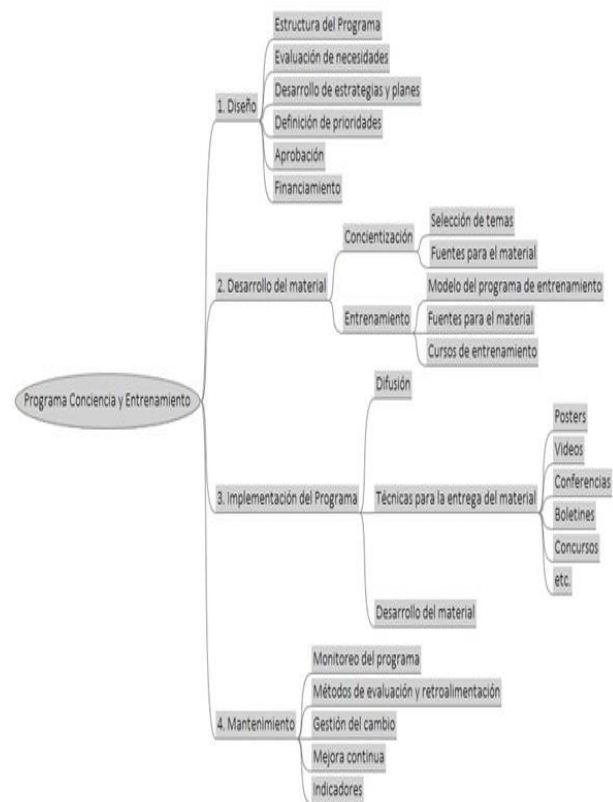 Programa Conciencia y Entrenamiento
1. Diseño
Estructura del Programa
Evaluación de necesidades
Desarrollo de estrategias y planes
Definición de prioridades
Aprobación
Financiamiento
2. Desarrollo del material
Concientización
Selección de temas
Fuentes para el material
Entrenamiento
Modelo del programa de entrenamiento
Fuentes para el material
Cursos de entrenamiento
3. Implementación del Programa
Difusión
Técnicas para la entrega del material
Posters
Videos
Conferencias
Boletines
Concursos
etc.
Desarrollo del material
4. Mantenimiento
Monitoreo del programa
Métodos de evaluación y retroalimentación
Gestión del cambio
Mejora continua
Indicadores